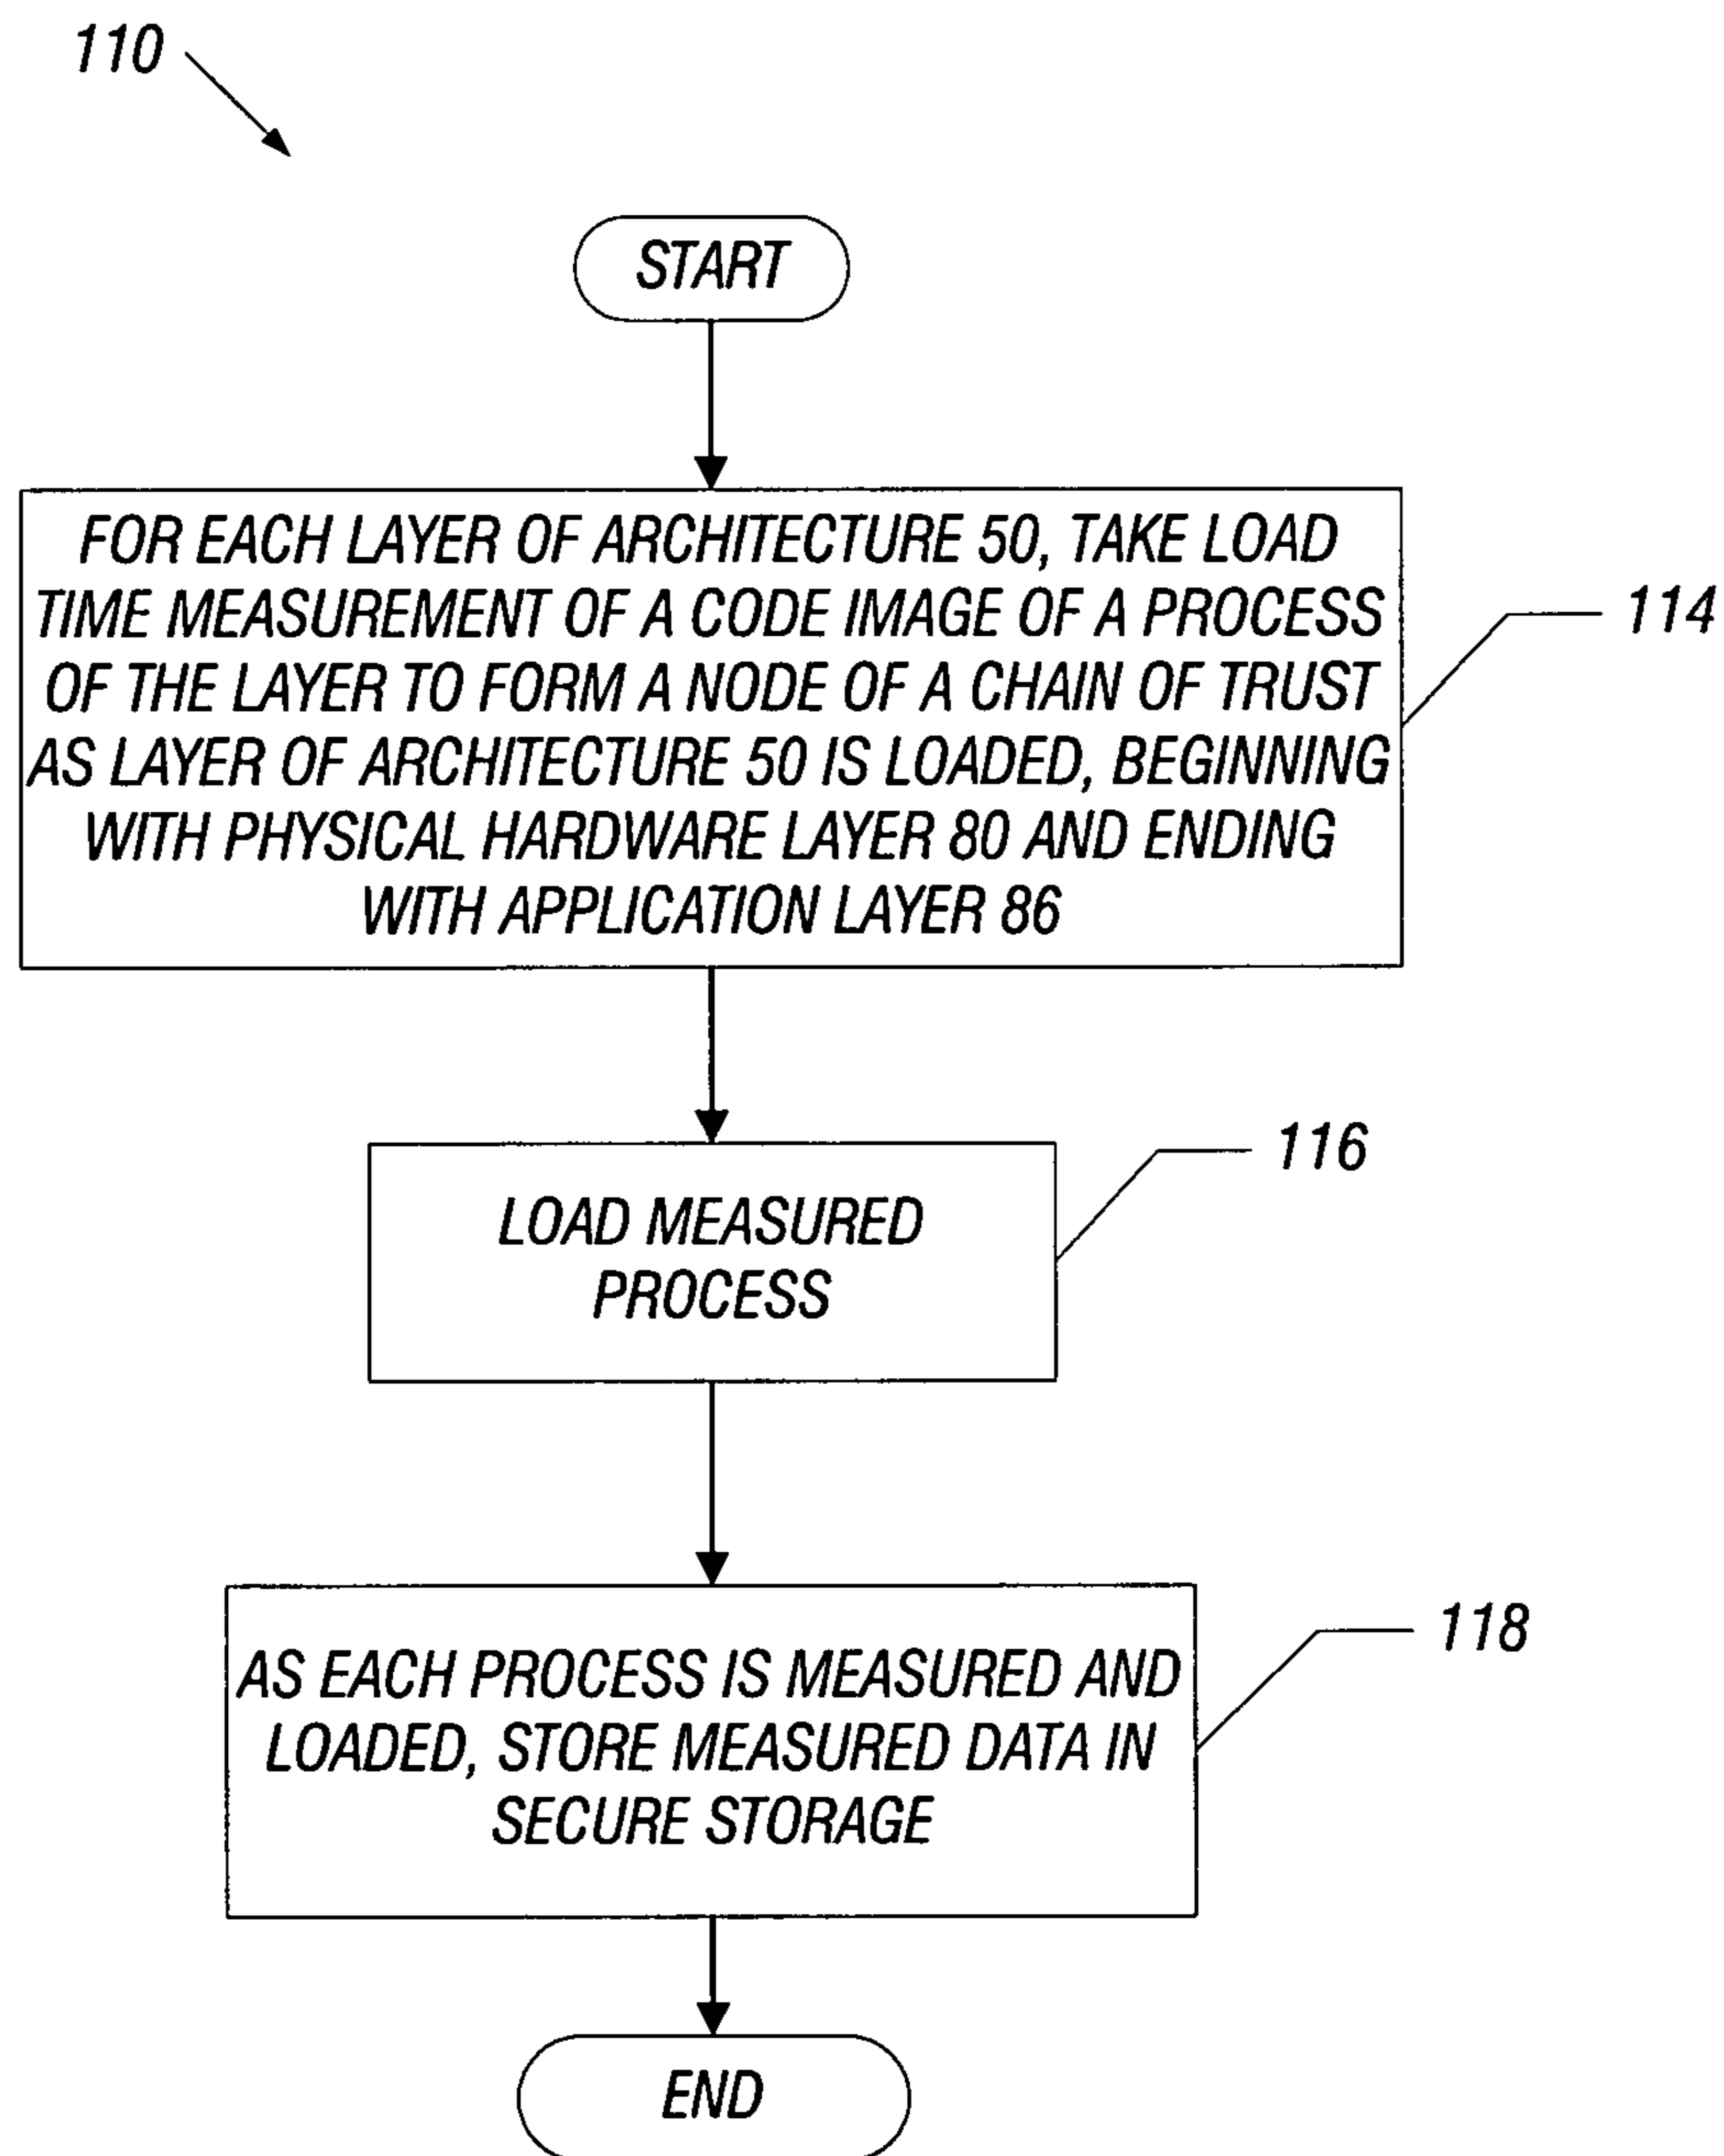 110
START
FOR EACH LAYER OF ARCHITECTURE 50, TAKE LOAD
TIME MEASUREMENT OF A CODE IMAGE OF A PROCESS
OF THE LAYER TO FORM A NODE OF A CHAIN OF TRUST
AS LAYER OF ARCHITECTURE 50 IS LOADED, BEGINNING
WITH PHYSICAL HARDWARE LAYER 80 AND ENDING
WITH APPLICATION LAYER 86
114
LOAD MEASURED
PROCESS
116
AS EACH PROCESS IS MEASURED AND
LOADED, STORE MEASURED DATA IN
SECURE STORAGE
118
END